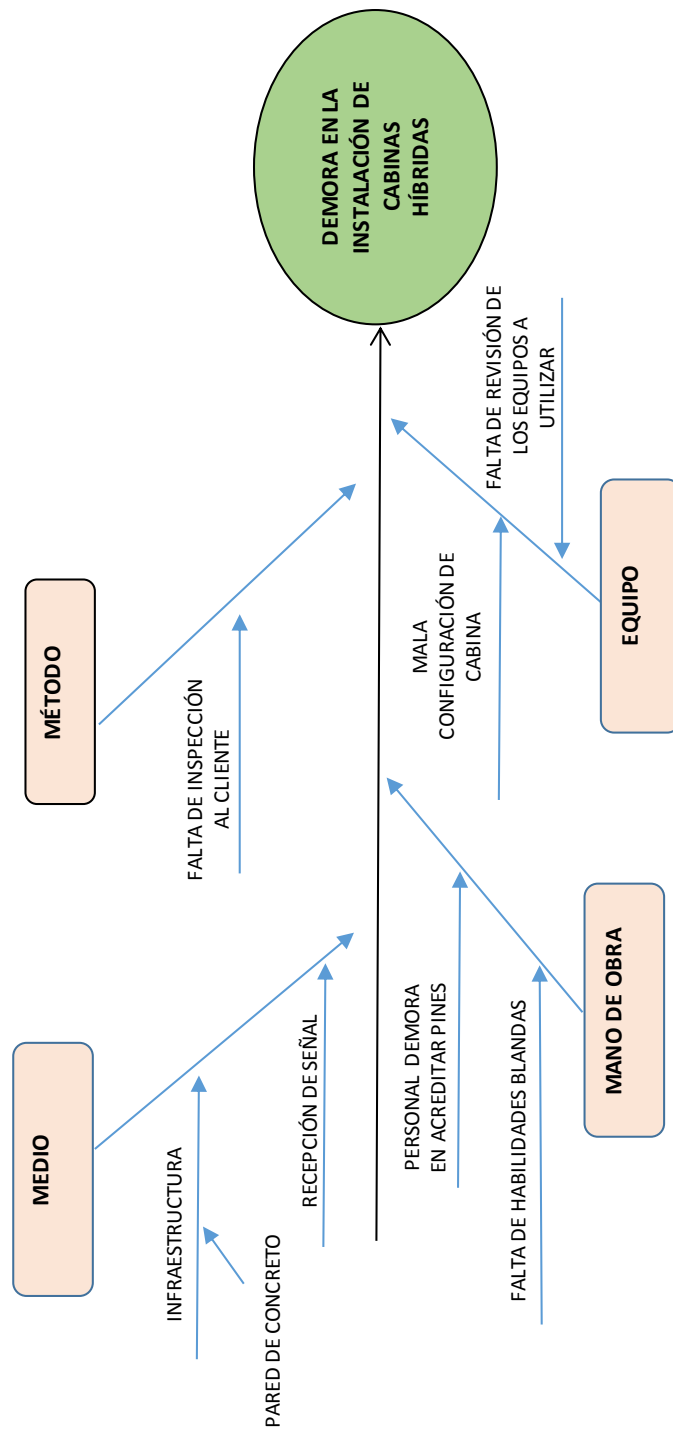 MEDIO
MÉTODO
INFRAESTRUCTURA
PARED DE CONCRETO
RECEPCIÓN DE SEÑAL
FALTA DE INSPECCIÓN
AL CLIENTE
DEMORA EN LA
INSTALACIÓN DE
CABINAS
HÍBRIDAS
PERSONAL DEMORA
EN ACREDITAR PINES
FALTA DE HABILIDADES BLANDAS
MALA
CONFIGURACIÓN DE
CABINA
FALTA DE REVISIÓN DE
LOS EQUIPOS A
UTILIZAR
MANO DE OBRA
EQUIPO